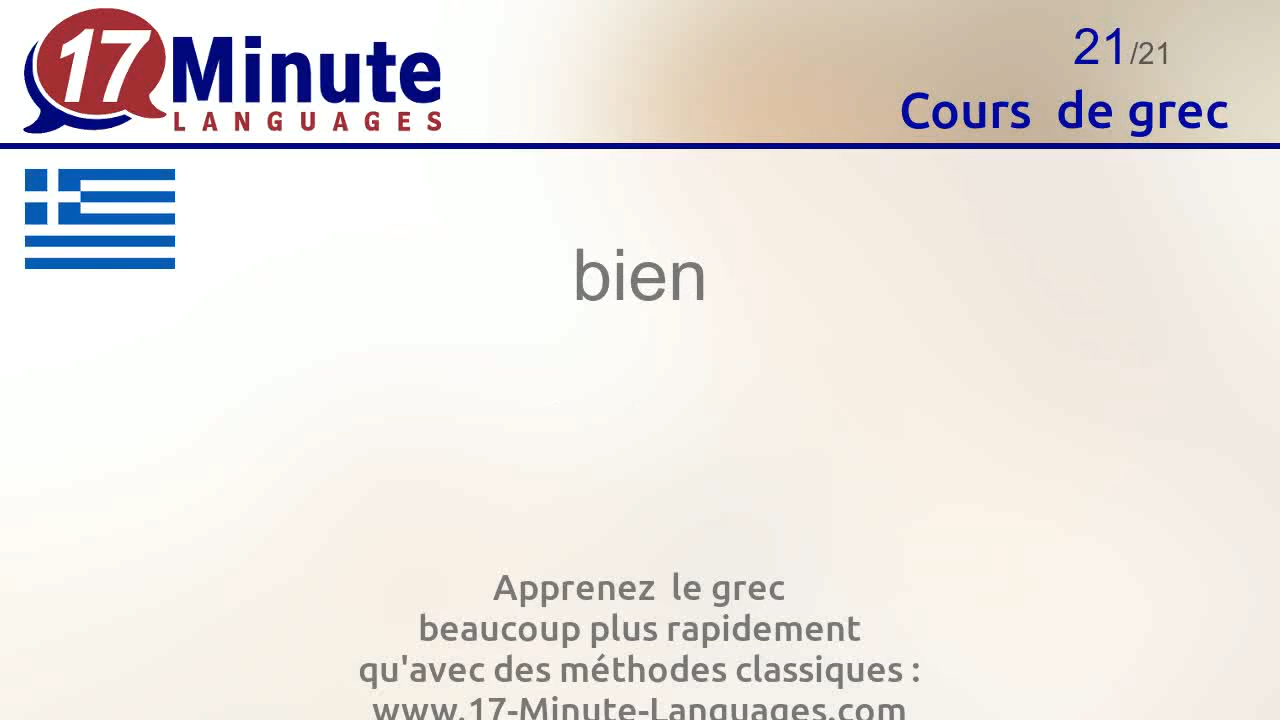 17 Minute
LANGUAGES
21/21
Cours de grec
bien
Apprenez le grec
beaucoup plus rapidement
qu'avec des méthodes classiques :
www.17-Minute-Languages.com